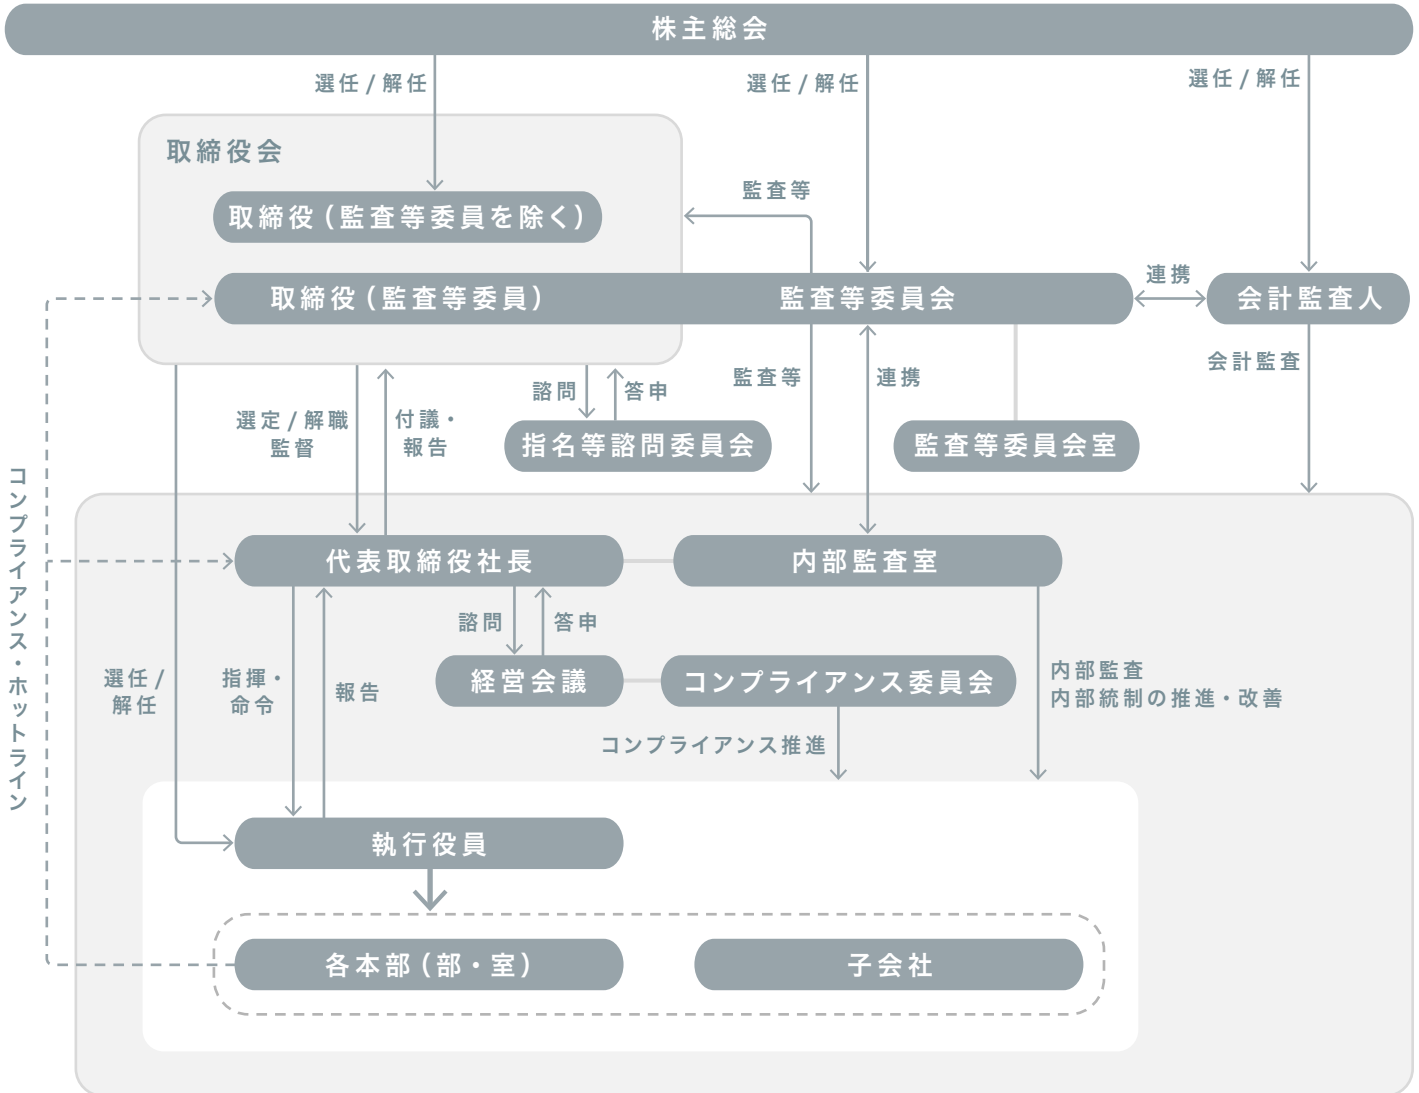 株主総会
選任 / 解任
選任 / 解任
選任 / 解任
取締役会
監査等
取締役(監査等委員を除く)
連携
取締役(監査等委員)
監査等委員会
会計監査人
会計監査
監査等
連携
諮問
答申
選定 / 解職
監督
付議・
報告
指名等諮問委員会
監査等委員会室
コンプライアンス・ホットライン
代表取締役社長
内部監査室
諮問
答申
選任 /
解任
指揮・
命令
報告
経営会議
コンプライアンス委員会
内部監査
内部統制の推進・改善
コンプライアンス推進
執行役員
各本部(部・室)
子会社